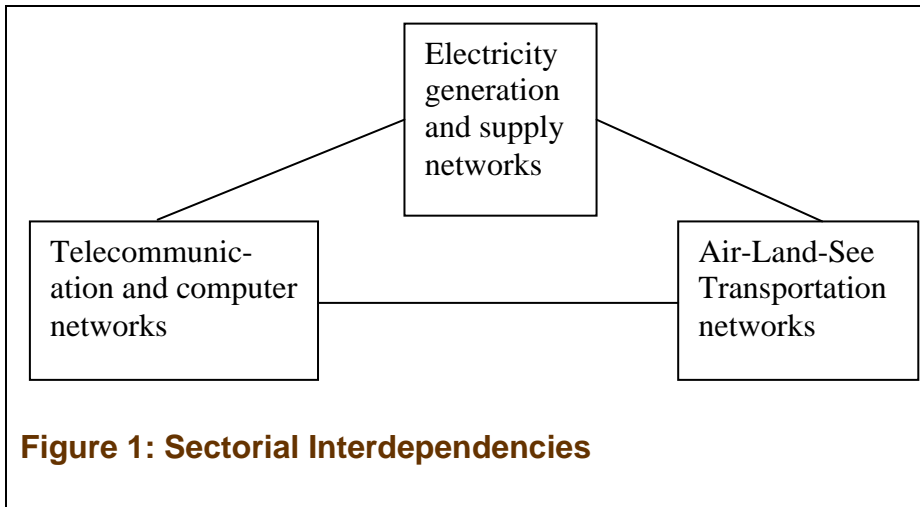 Electricity
generation
and supply
networks
Telecommunic-
ation and computer
networks
Air-Land-See
Transportation
networks
Figure 1: Sectorial Interdependencies